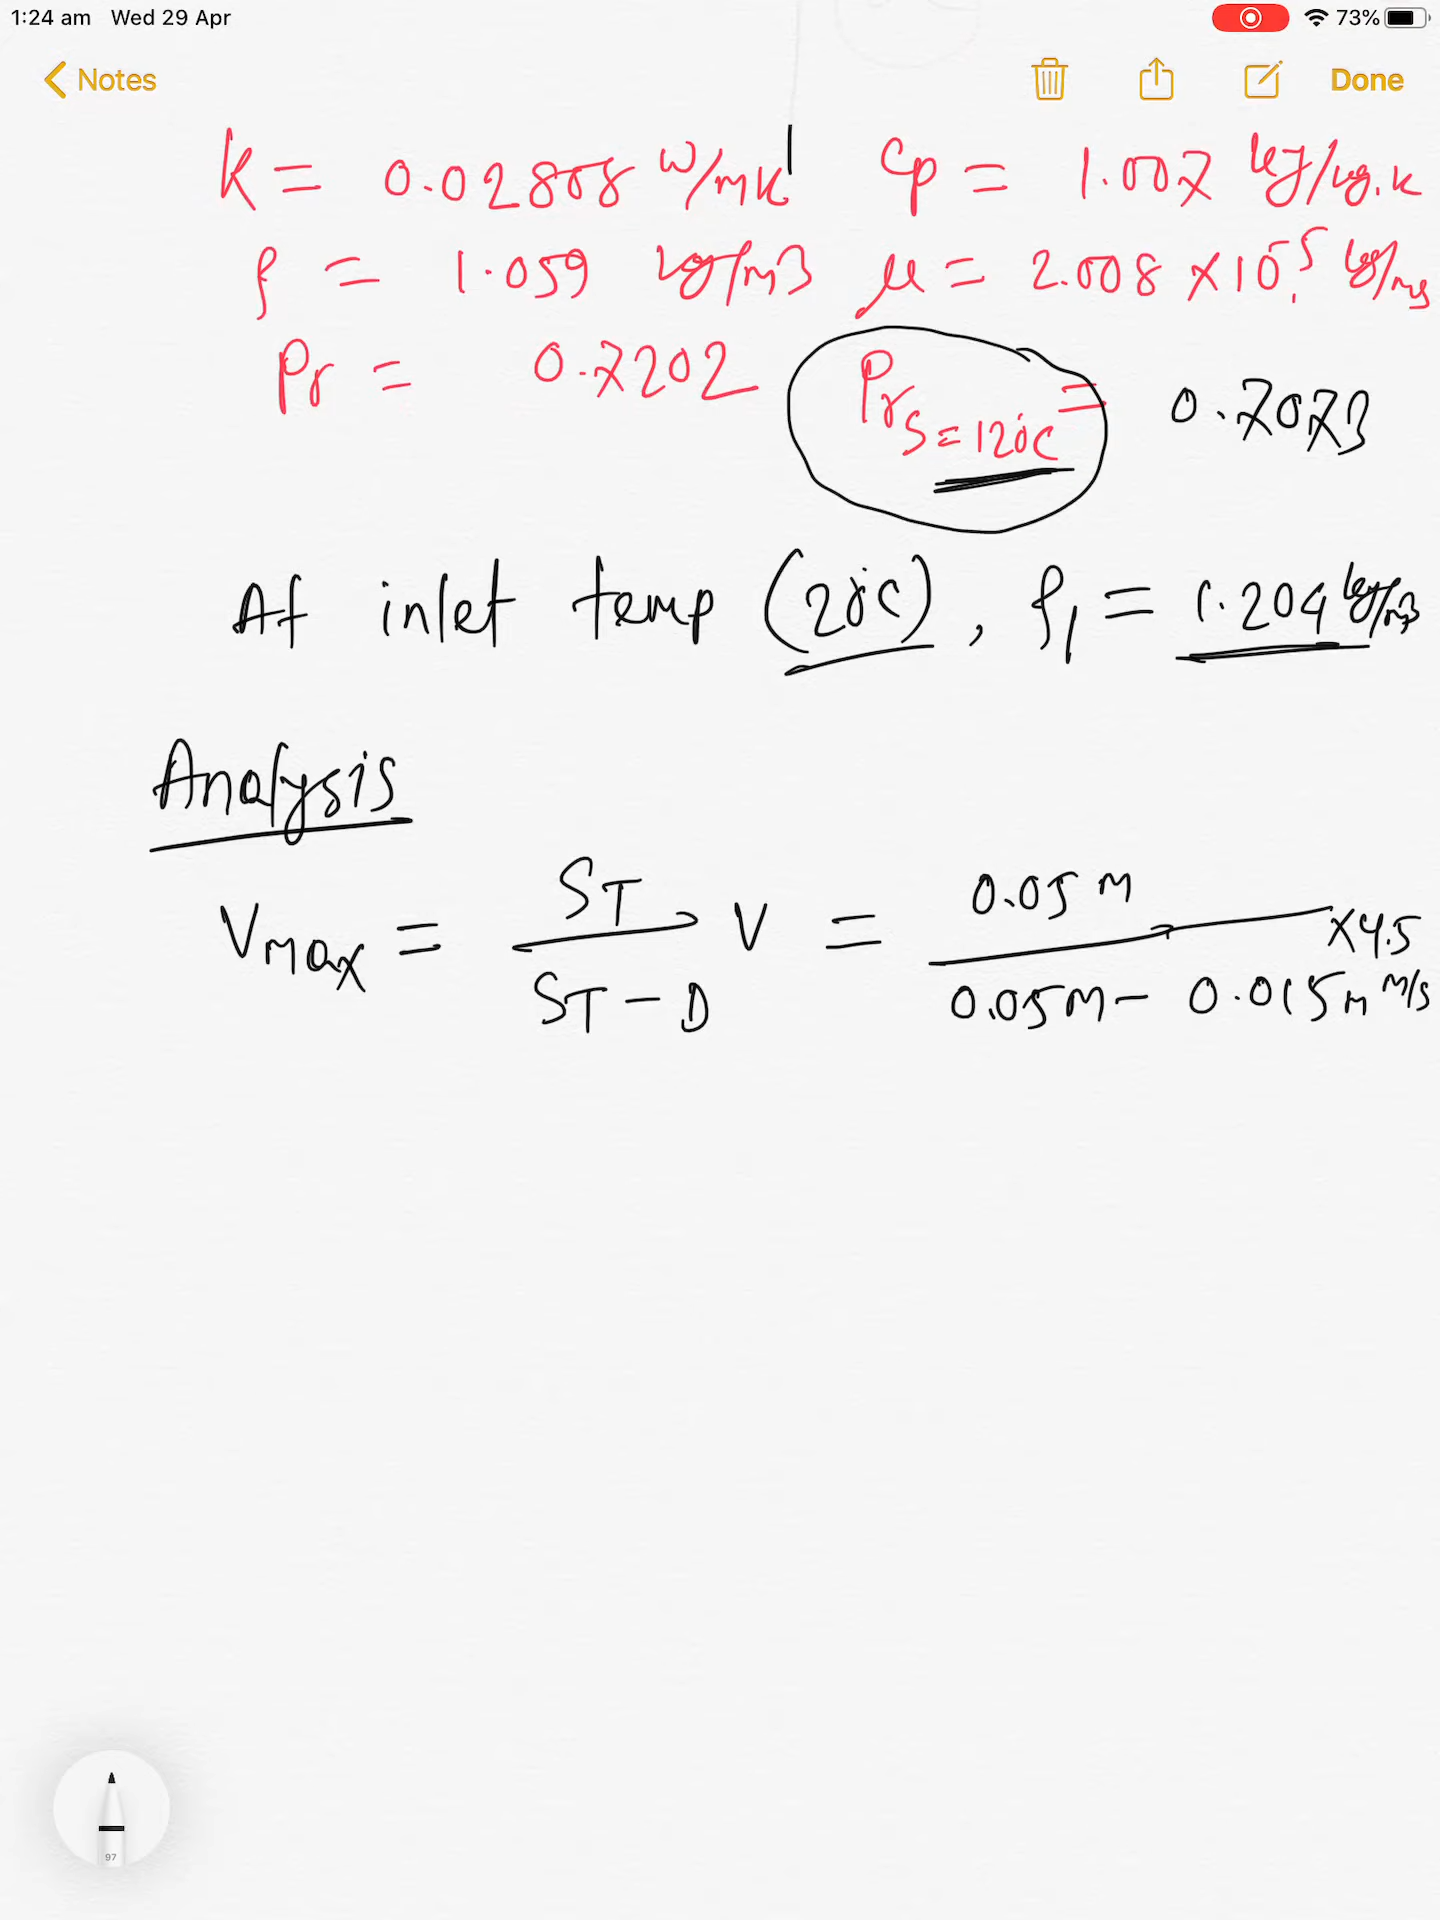 1:24 am Wed 29 Apr 73%
Notes Done
K = 0.02808 W/mK Cp = 1.007 kJ/kg.K
ρ = 1.059 kg/m3 μ = 2.008 × 10⁻⁵ kg/ms
Pr = 0.7202 Pr S = 120°C = 0.7073
At inlet temp (20°C), ρ1 = 1.204 kg/m3
Analysis
Vmax = ST / ST - D V = 0.05 m / 0.05m - 0.015m × 4.5 m/s
97